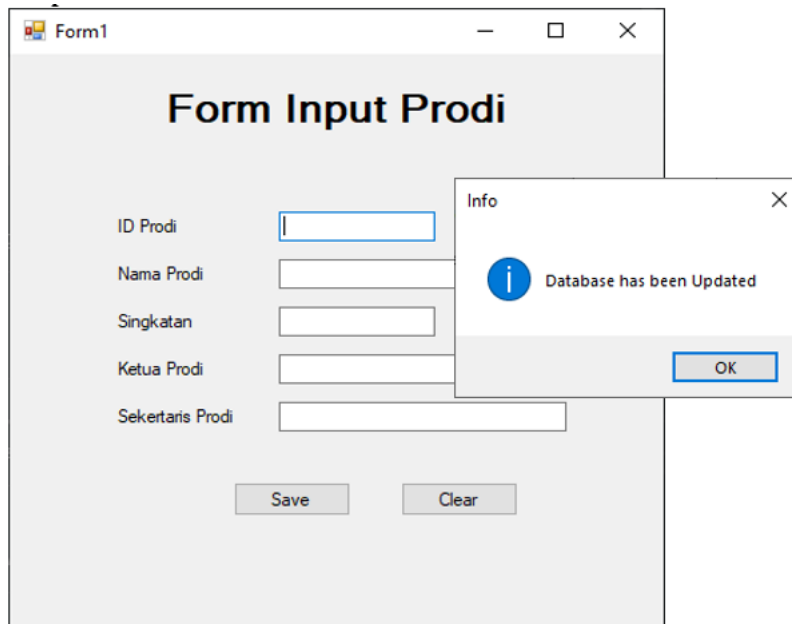 Form1
Form Input Prodi
Info
ID Prodi
Nama Prodi
Database has been Updated
Singkatan
Ketua Prodi
OK
Sekertaris Prodi
Save
Clear